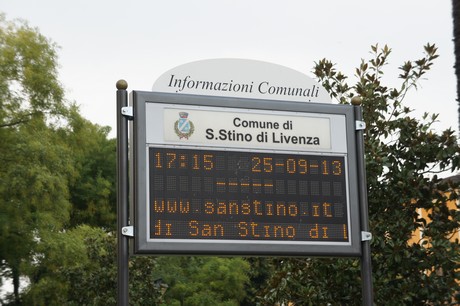 Informazioni Comunali
Comune di
S.Stino di Livenza
17:15 25-09-13
-----
www.sanstino.it
di San Stino di L